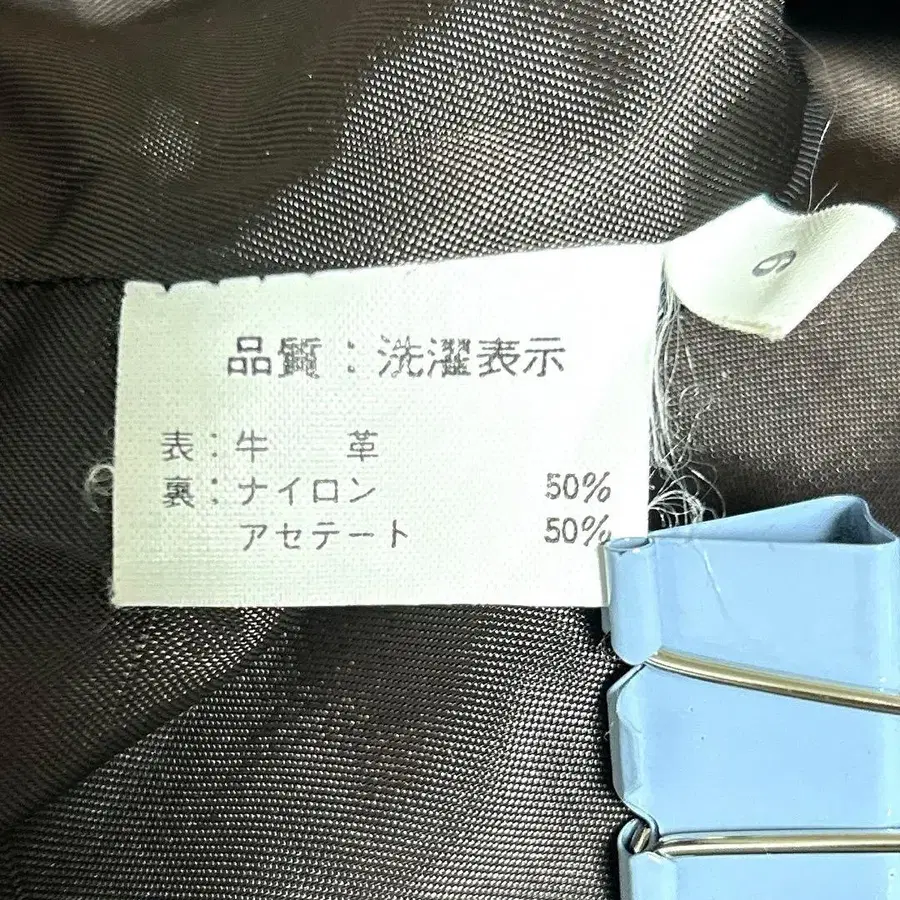 品質：洗濯表示
表：牛　革
裏：ナイロン 50%
アセテート 50%